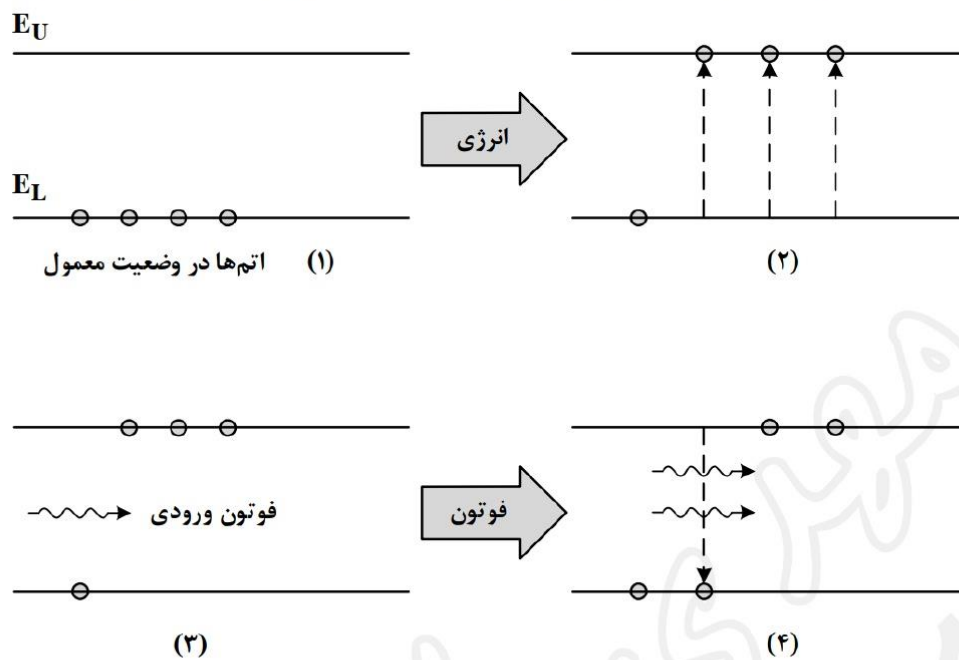 E_U
انرژی
E_L
اتم‌ها در وضعیت معمول (۱)
(۲)
فوتون ورودی
فوتون
(۳)
(۴)